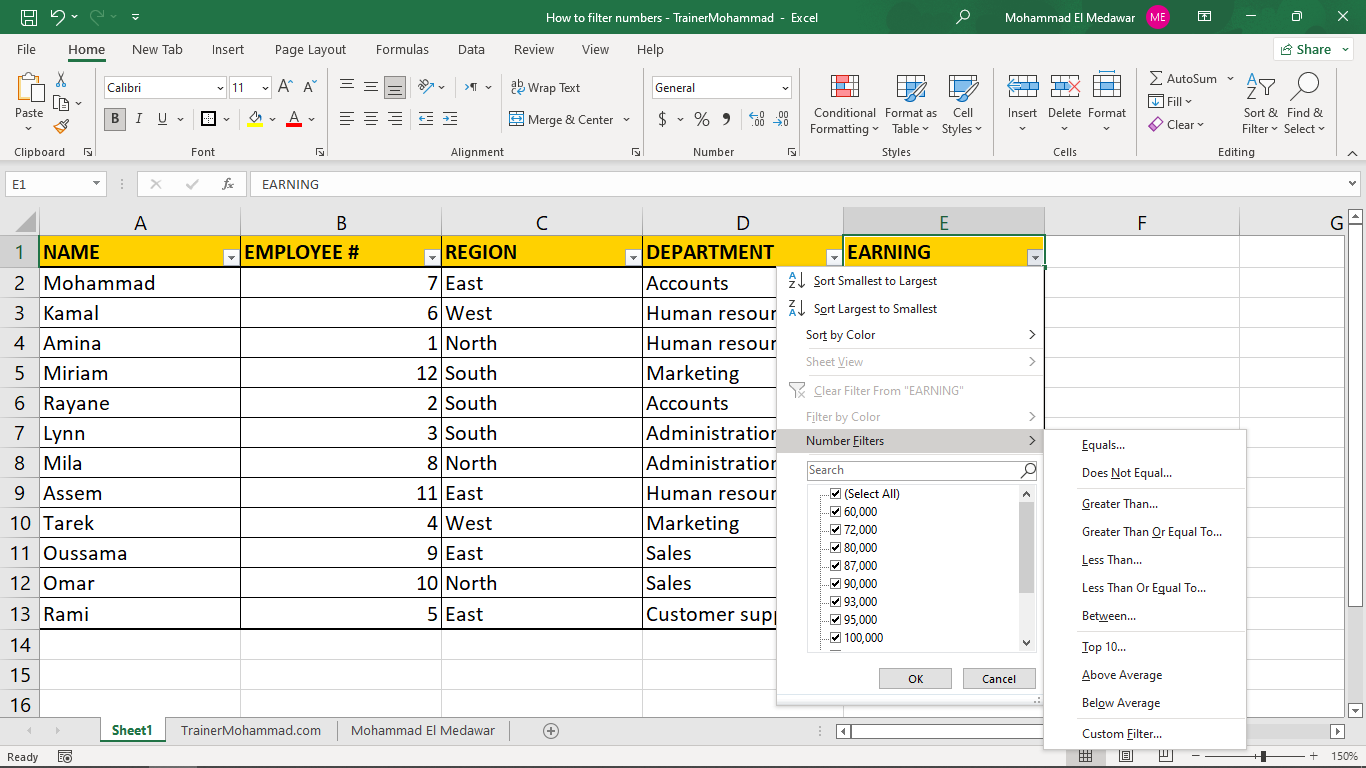 How to filter numbers - TrainerMohammad - Excel
Mohammad El Medawar ME
File Home New Tab Insert Page Layout Formulas Data Review View Help Share
Paste
Clipboard
Calibri 11
B I U A
Font
Wrap Text
Merge & Center
Alignment
General
$ % 9
Number
Conditional Formatting
Format as Table
Cell Styles
Styles
Insert Delete Format
Cells
AutoSum
Fill
Clear
Sort & Filter
Find & Select
Editing
E1 fx EARNING
A B C D E F G
1 NAME EMPLOYEE # REGION DEPARTMENT EARNING
2 Mohammad 7 East Accounts
3 Kamal 6 West Human resour
4 Amina 1 North Human resour
5 Miriam 12 South Marketing
6 Rayane 2 South Accounts
7 Lynn 3 South Administration
8 Mila 8 North Administration
9 Assem 11 East Human resour
10 Tarek 4 West Marketing
11 Oussama 9 East Sales
12 Omar 10 North Sales
13 Rami 5 East Customer supp
14
15
16
Sort Smallest to Largest
Sort Largest to Smallest
Sort by Color
Sheet View
Clear Filter From "EARNING"
Filter by Color
Number Filters
Search
(Select All)
60,000
72,000
80,000
87,000
90,000
93,000
95,000
100,000
OK Cancel
Equals...
Does Not Equal...
Greater Than...
Greater Than Or Equal To...
Less Than...
Less Than Or Equal To...
Between...
Top 10...
Above Average
Below Average
Custom Filter...
Sheet1 TrainerMohammad.com Mohammad El Medawar
Ready 150%